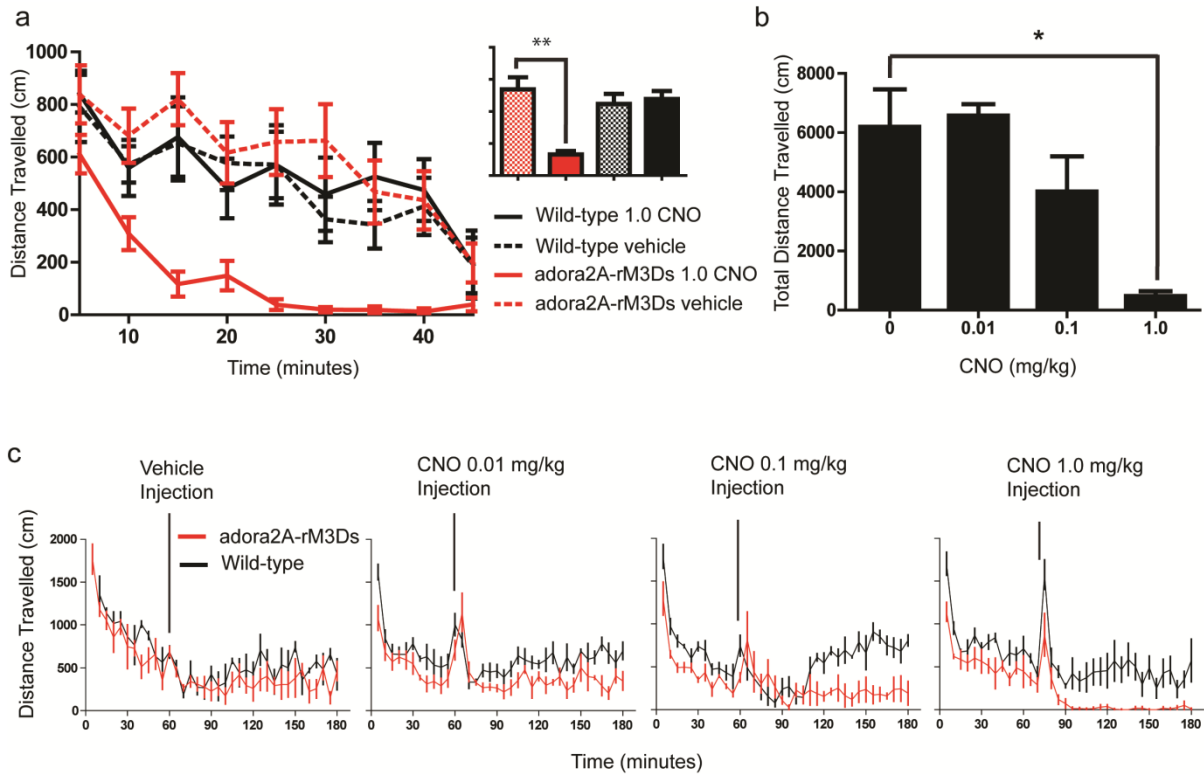 a
Distance Travelled (cm)
1000
800
600
400
200
0
10
20
30
40
Time (minutes)
**
Wild-type 1.0 CNO
Wild-type vehicle
adora2A-rM3Ds 1.0 CNO
adora2A-rM3Ds vehicle
b
*
Total Distance Travelled (cm)
8000
6000
4000
2000
0
0
0.01
0.1
1.0
CNO (mg/kg)
c
Vehicle
Injection
CNO 0.01 mg/kg
Injection
CNO 0.1 mg/kg
Injection
CNO 1.0 mg/kg
Injection
adora2A-rM3Ds
Wild-type
Distance Travelled (cm)
2000
1500
1000
500
0
0 30 60 90 120 150 180
0 30 60 90 120 150 180
0 30 60 90 120 150 180
0 30 60 90 120 150 180
Time (minutes)